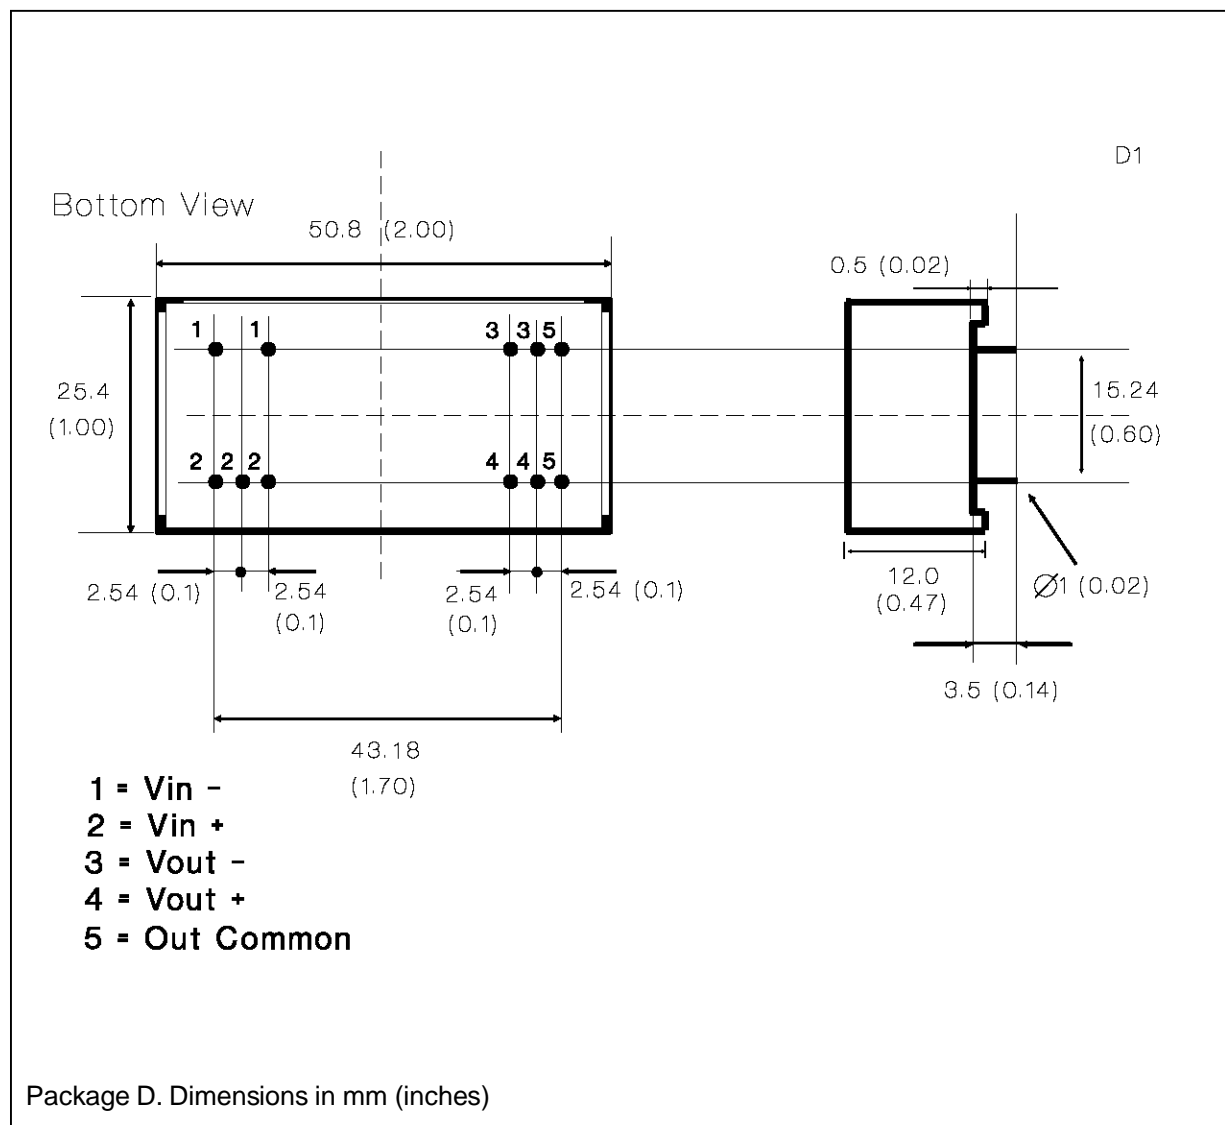 D1
Bottom View
50.8 (2.00)
0.5 (0.02)
1 1 3 3 5
25.4
(1.00)
15.24
(0.60)
2 2 2 4 4 5
2.54 (0.1)
2.54
(0.1)
2.54
(0.1)
2.54 (0.1)
12.0
(0.47)
Ø1 (0.02)
3.5 (0.14)
43.18
(1.70)
1 = Vin -
2 = Vin +
3 = Vout -
4 = Vout +
5 = Out Common
Package D. Dimensions in mm (inches)